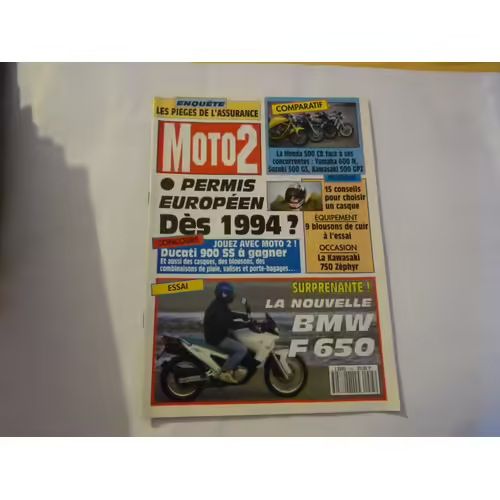 ENQUÊTE
LES PIEGES DE L'ASSURANCE
MOTO2
COMPARATIF
La Honda 500 CB face à ses
concurrentes : Yamaha 600 N,
Suzuki 500 GS, Kawasaki 500 GPZ
PERMIS
EUROPÉEN
Dès 1994 ?
15 conseils
pour choisir
un casque
ÉQUIPEMENT
9 blousons de cuir
à l'essai
OCCASION
La Kawasaki
750 Zéphyr
CONCOURS
JOUEZ AVEC MOTO 2 !
Ducati 900 SS à gagner
Et aussi des casques, des blousons, des
combinaisons de pluie, valises et porte-bagages...
ESSAI
SURPRENANTE !
LA NOUVELLE
BMW
F 650